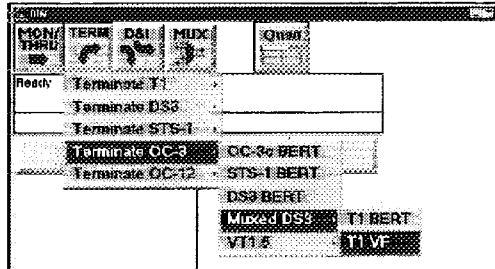 MON/ THRU TERM D&I MUX Quad
Ready
Terminate T1
Terminate DS3
Terminate STS-1
Terminate OC-3 OC-3c BERT
Terminate OC-12 STS-1 BERT
DS3 BERT
Muxed DS3 T1 BERT
VT1.5 T1 VF